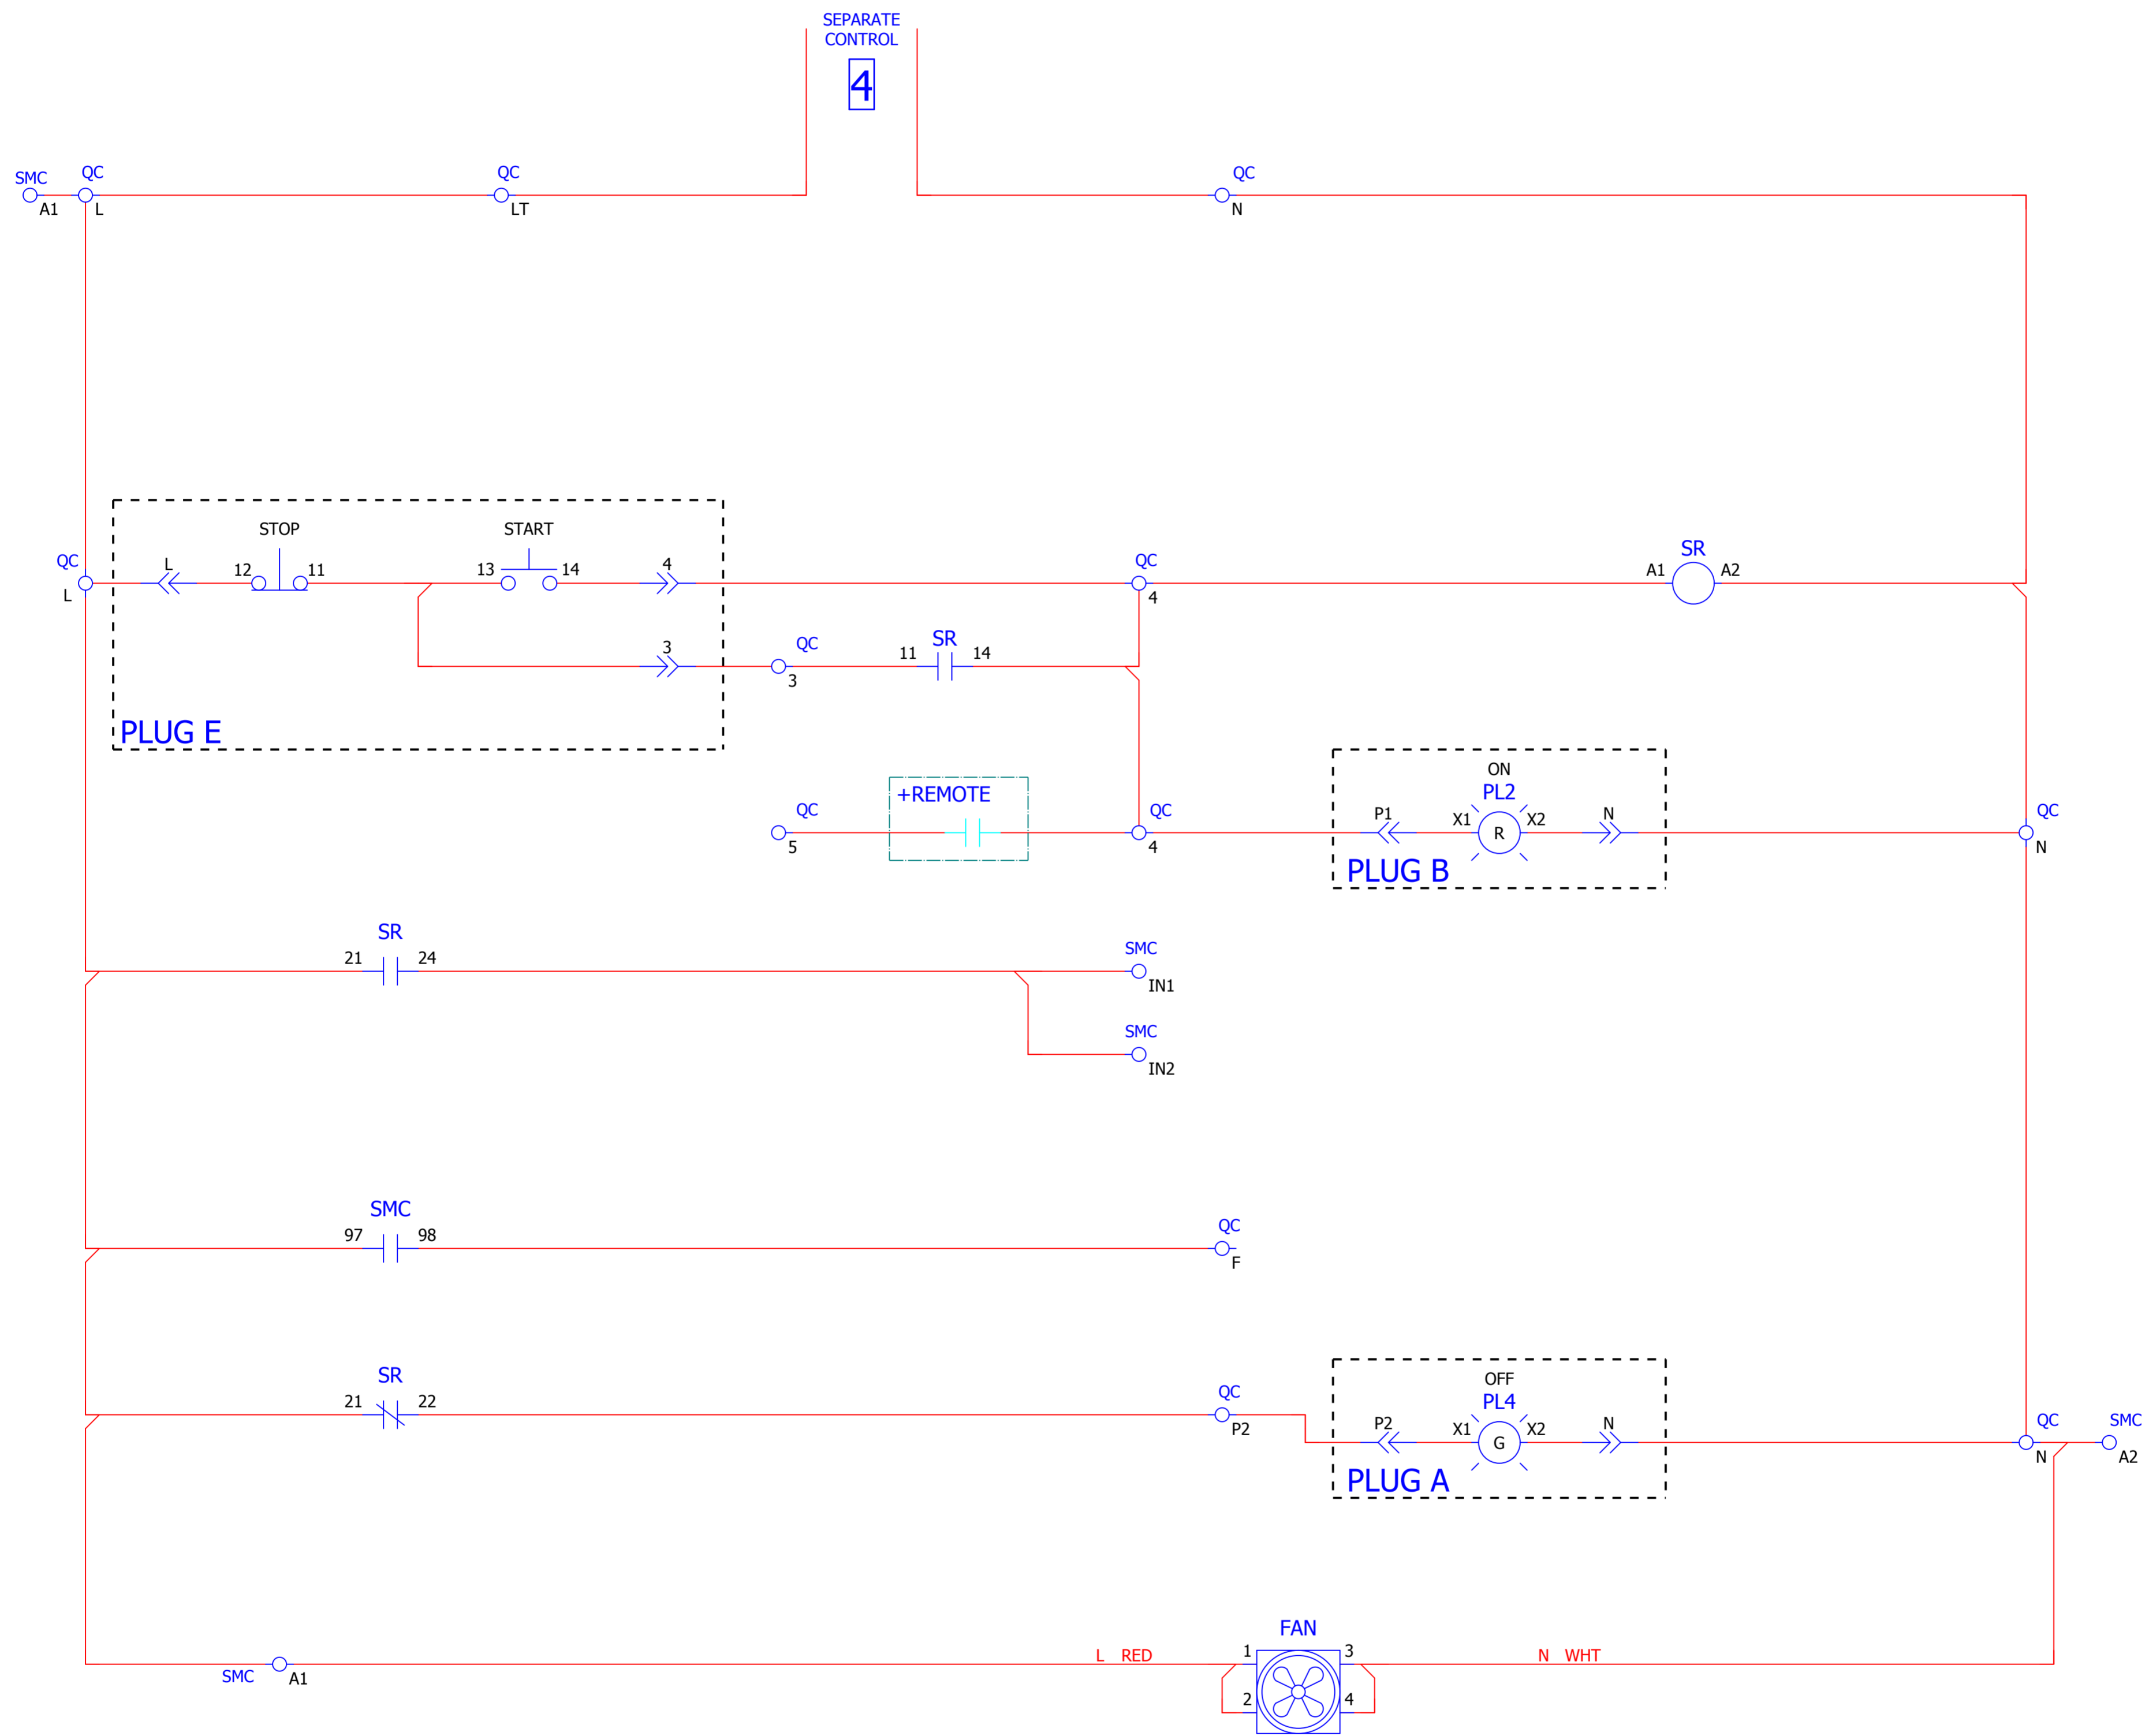 SEPARATE
CONTROL
4
SMC
A1
QC
L
QC
LT
QC
N
STOP
START
QC
L
L
12
11
13
14
4
QC
4
SR
A1
A2
3
QC
3
SR
11
14
PLUG E
+REMOTE
QC
5
QC
4
ON
PL2
P1
X1
R
X2
N
PLUG B
QC
N
SR
21
24
SMC
IN1
SMC
IN2
SMC
97
98
QC
F
SR
21
22
QC
P2
OFF
PL4
P2
X1
G
X2
N
PLUG A
QC
N
SMC
A2
SMC
A1
L RED
FAN
1
2
3
4
N WHT